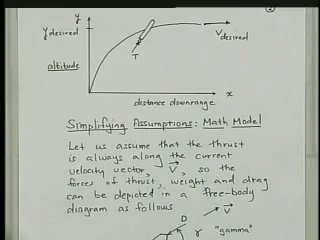 ②
y
y desired
V desired
T
altitude
distance downrange x
Simplifying Assumptions: Math Model
Let us assume that the thrust
is always along the current
velocity vector, V, so the
forces of thrust, weight and drag
can be depicted in a free-body
diagram as follows
D V
γ "gamma"